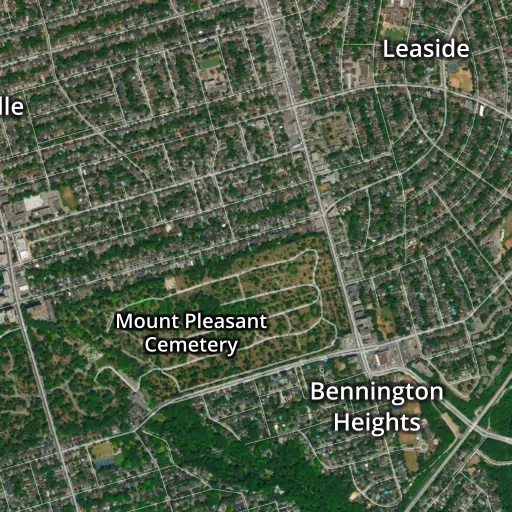 Leaside
lle
Mount Pleasant
Cemetery
Bennington
Heights